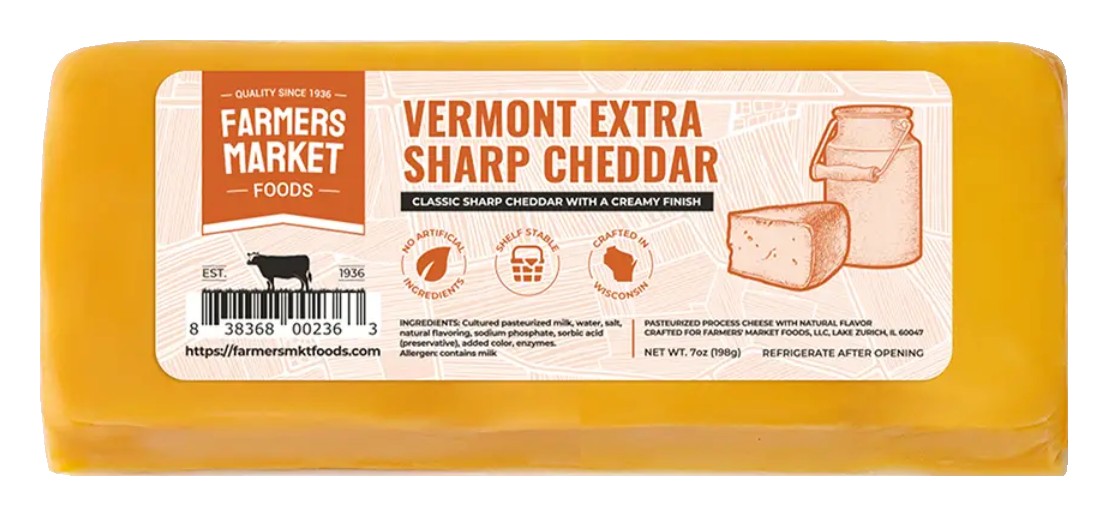 QUALITY SINCE 1936
FARMERS
MARKET
FOODS
VERMONT EXTRA
SHARP CHEDDAR
CLASSIC SHARP CHEDDAR WITH A CREAMY FINISH
NO ARTIFICIAL
INGREDIENTS
SHELF STABLE
CRAFTED IN
WISCONSIN
EST. 1936
8 38368 00236 3
https://farmersmktfoods.com
INGREDIENTS: Cultured pasteurized milk, water, salt,
natural flavoring, sodium phosphate, sorbic acid
(preservative), added color, enzymes.
Allergen: contains milk
PASTEURIZED PROCESS CHEESE WITH NATURAL FLAVOR
CRAFTED FOR FARMERS' MARKET FOODS, LLC, LAKE ZURICH, IL 60047
NET WT. 7oz (198g) REFRIGERATE AFTER OPENING